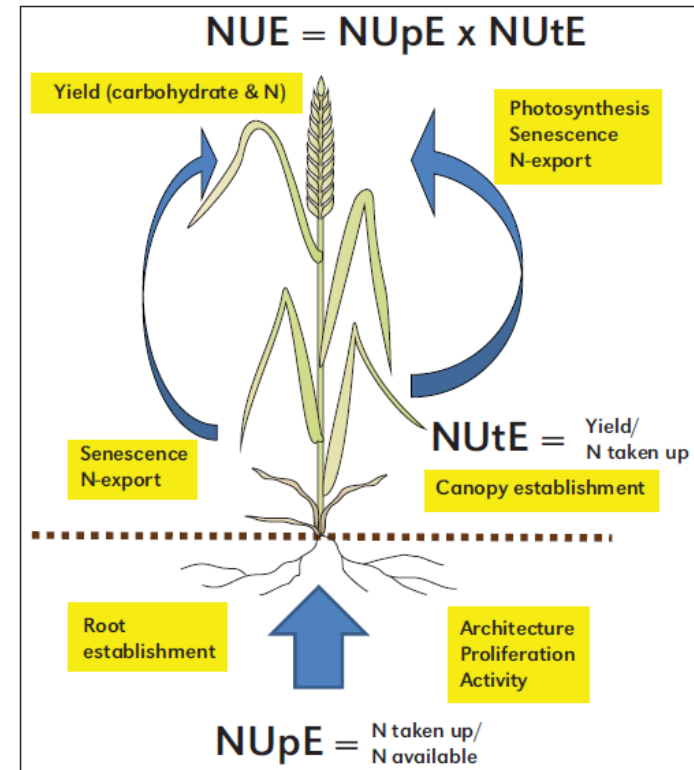 NUE = NUpE x NUtE
Yield (carbohydrate & N)
Photosynthesis
Senescence
N-export
NUtE = Yield/
N taken up
Senescence
N-export
Canopy establishment
Root
establishment
Architecture
Proliferation
Activity
NUpE = N taken up/
N available